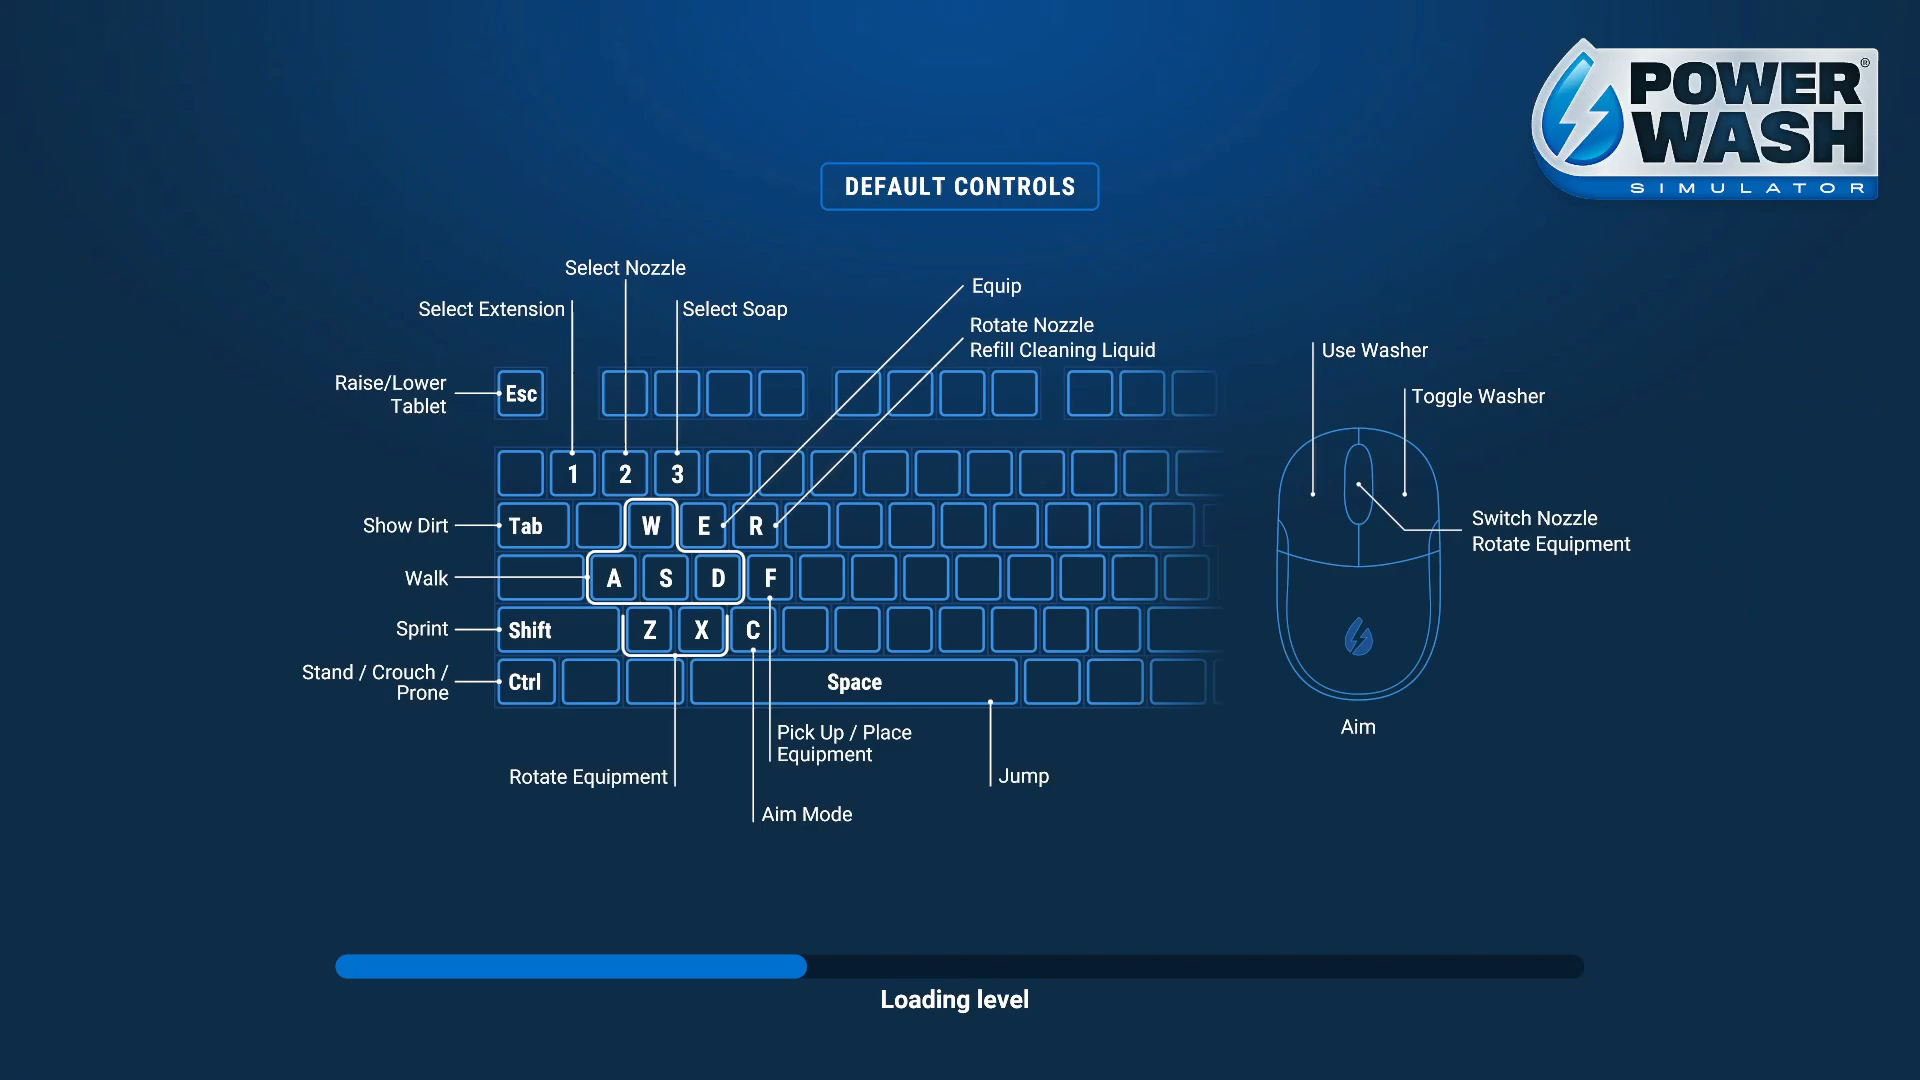 POWER®
WASH
SIMULATOR
DEFAULT CONTROLS
Select Nozzle
Select Extension
Select Soap
Equip
Rotate Nozzle
Refill Cleaning Liquid
Raise/Lower
Tablet
Esc
1 2 3
Show Dirt
Tab W E R
Walk
A S D F
Sprint
Shift Z X C
Stand / Crouch /
Prone
Ctrl Space
Pick Up / Place
Equipment
Rotate Equipment
Jump
Aim Mode
Use Washer
Toggle Washer
Switch Nozzle
Rotate Equipment
Aim
Loading level